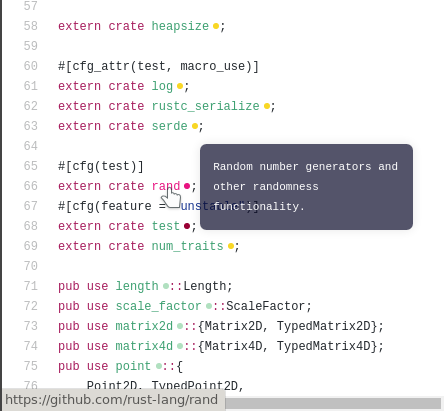 57
58 extern crate heapsize ;
59
60 #[cfg_attr(test, macro_use)]
61 extern crate log ;
62 extern crate rustc_serialize ;
63 extern crate serde ;
64
65 #[cfg(test)]
66 extern crate rand ;
Random number generators and
other randomness
functionality.
67 #[cfg(feature =
68 extern crate test ;
69 extern crate num_traits ;
70
71 pub use length ::Length;
72 pub use scale_factor ::ScaleFactor;
73 pub use matrix2d ::{Matrix2D, TypedMatrix2D};
74 pub use matrix4d ::{Matrix4D, TypedMatrix4D};
75 pub use point ::{
76 Point2D, TypedPoint2D,
https://github.com/rust-lang/rand